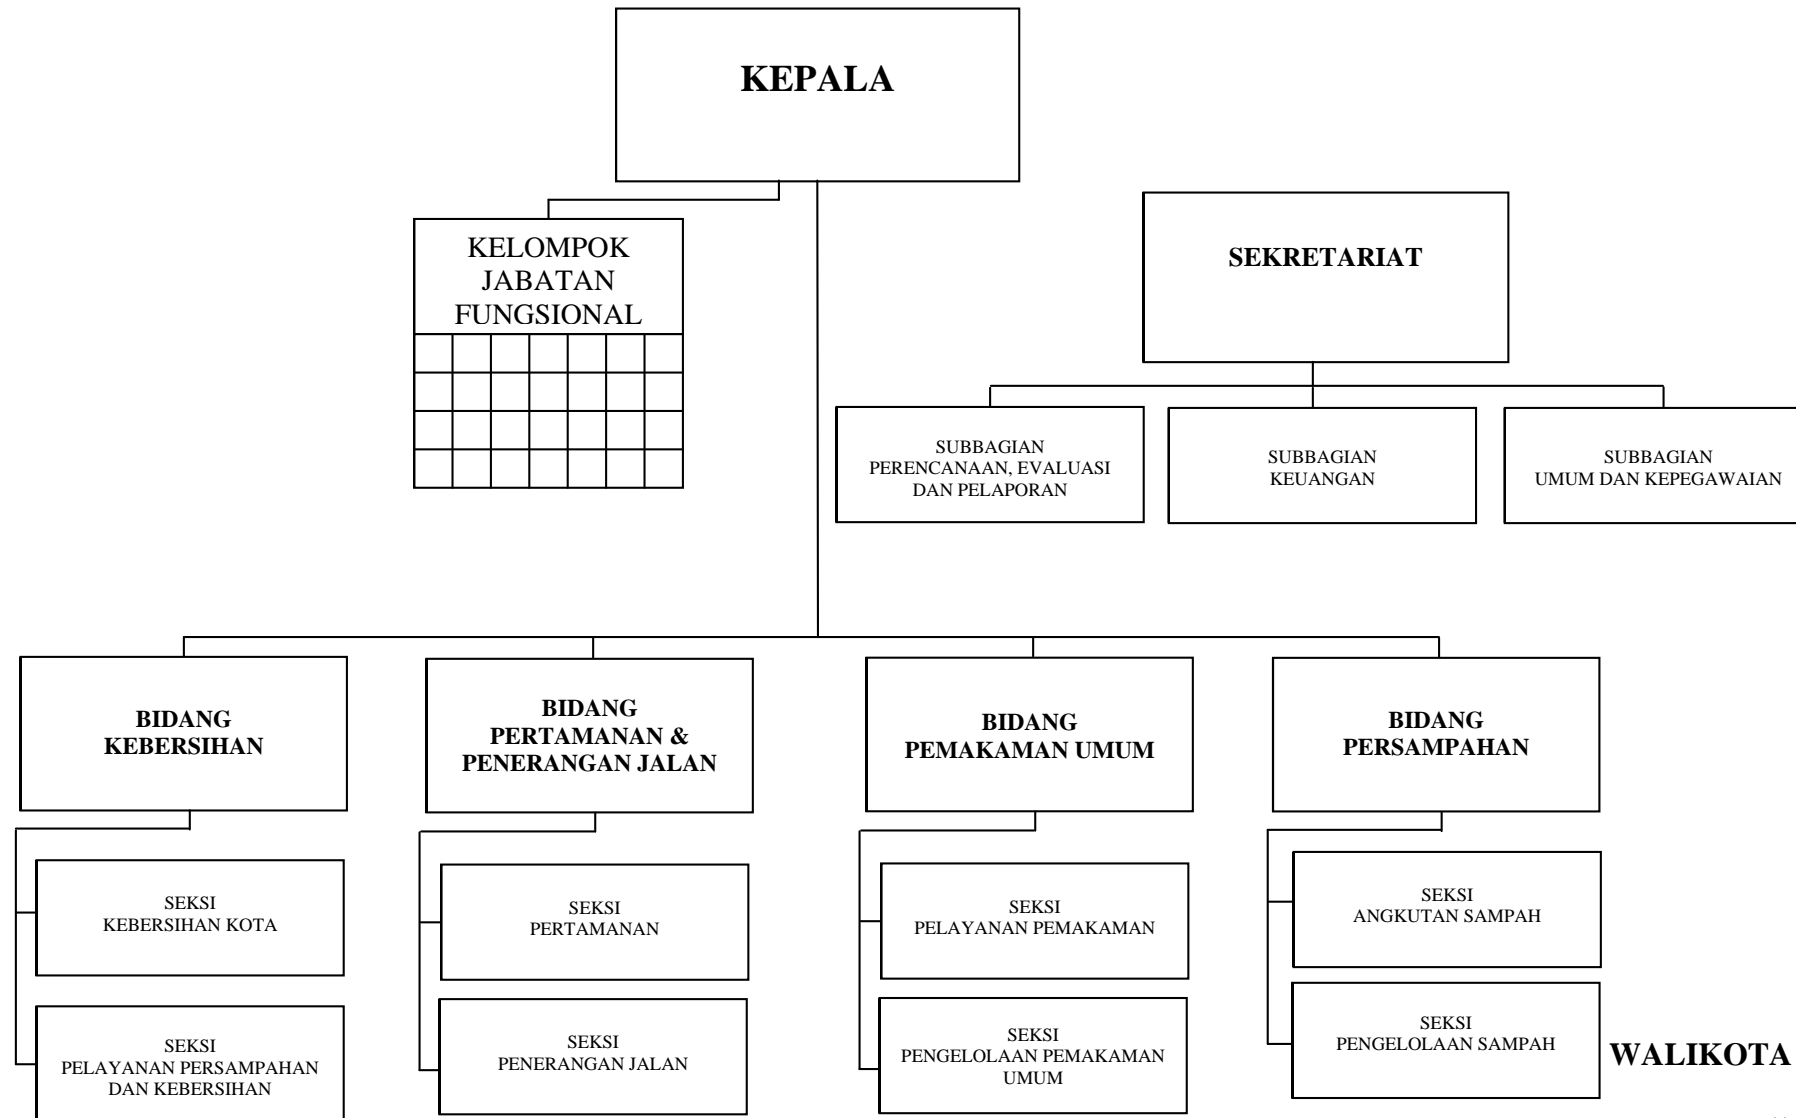 KEPALA
KELOMPOK
JABATAN
FUNGSIONAL
SEKRETARIAT
SUBBAGIAN
PERENCANAAN, EVALUASI
DAN PELAPORAN
SUBBAGIAN
KEUANGAN
SUBBAGIAN
UMUM DAN KEPEGAWAIAN
BIDANG
KEBERSIHAN
BIDANG
PERTAMANAN &
PENERANGAN JALAN
BIDANG
PEMAKAMAN UMUM
BIDANG
PERSAMPAHAN
SEKSI
KEBERSIHAN KOTA
SEKSI
PERTAMANAN
SEKSI
PELAYANAN PEMAKAMAN
SEKSI
ANGKUTAN SAMPAH
SEKSI
PELAYANAN PERSAMPAHAN
DAN KEBERSIHAN
SEKSI
PENERANGAN JALAN
SEKSI
PENGELOLAAN PEMAKAMAN
UMUM
SEKSI
PENGELOLAAN SAMPAH
WALIKOTA